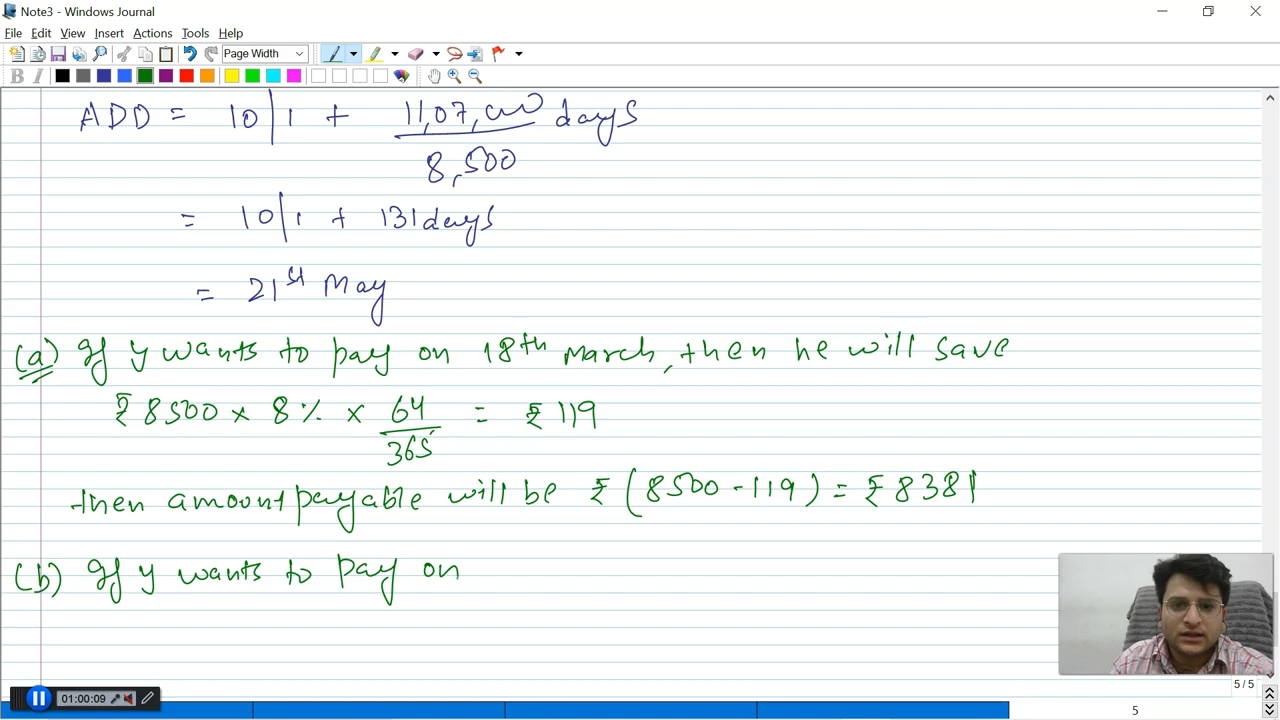 Note3 - Windows Journal
File Edit View Insert Actions Tools Help
Page Width
B I
ADD = 10|1 + 11,07,000 days
8,500
= 10|1 + 131 days
= 21st May
(a) If y wants to pay on 18th March, then he will save
₹ 8500 × 8% × 64 = ₹ 119
365
then amount payable will be ₹ (8500 - 119) = ₹ 8381
(b) If y wants to pay on
01:00:09
5 / 5
5